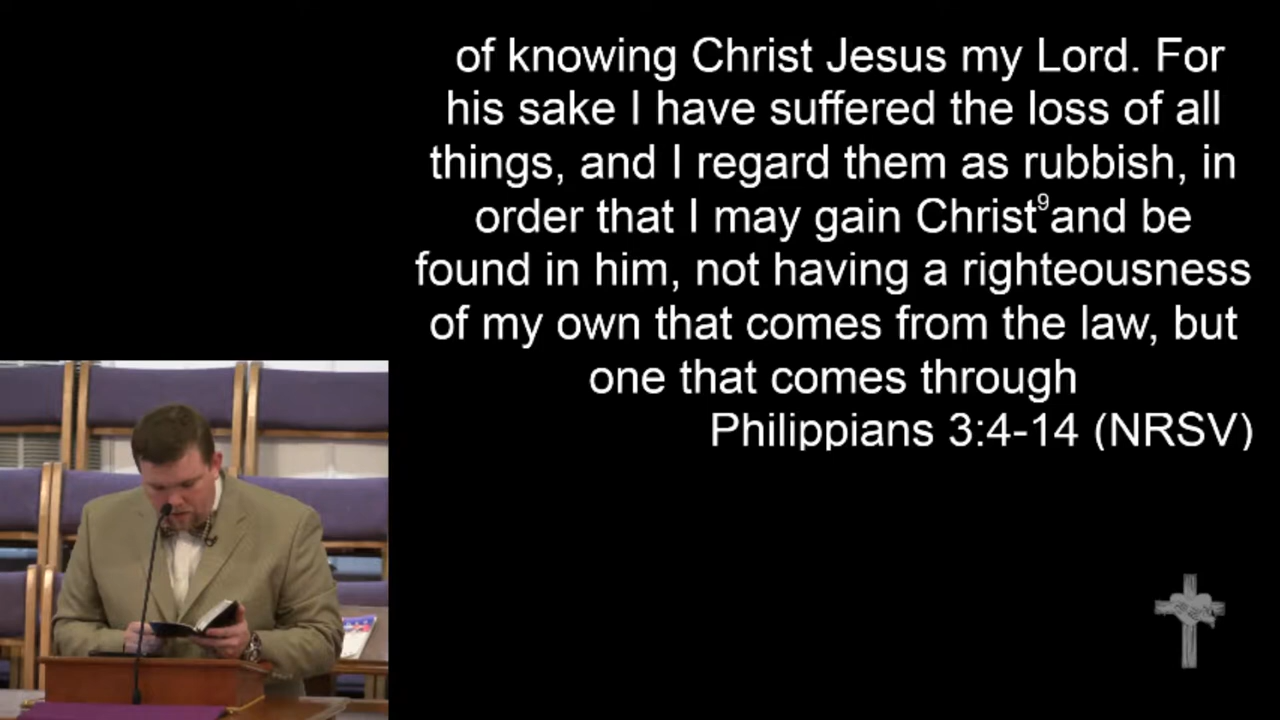 of knowing Christ Jesus my Lord. For
his sake I have suffered the loss of all
things, and I regard them as rubbish, in
order that I may gain Christ⁹and be
found in him, not having a righteousness
of my own that comes from the law, but
one that comes through
Philippians 3:4-14 (NRSV)